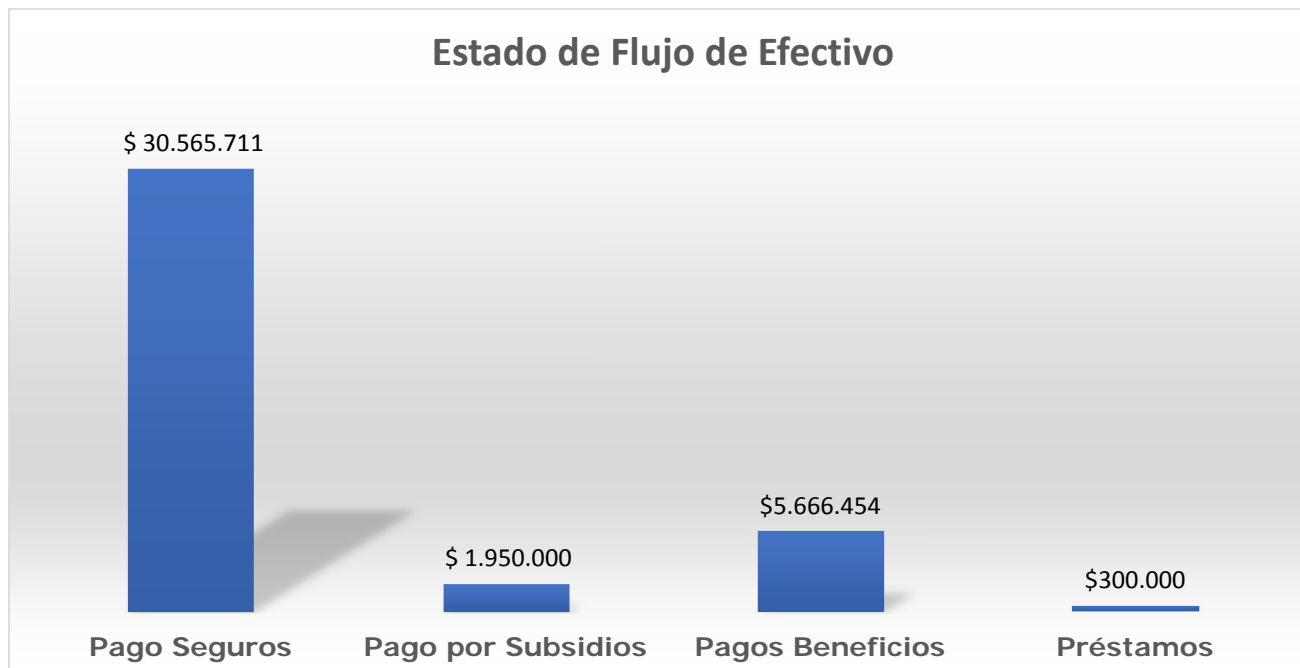 Estado de Flujo de Efectivo
$ 30.565.711
$5.666.454
$ 1.950.000
$300.000
Pago Seguros
Pago por Subsidios
Pagos Beneficios
Préstamos